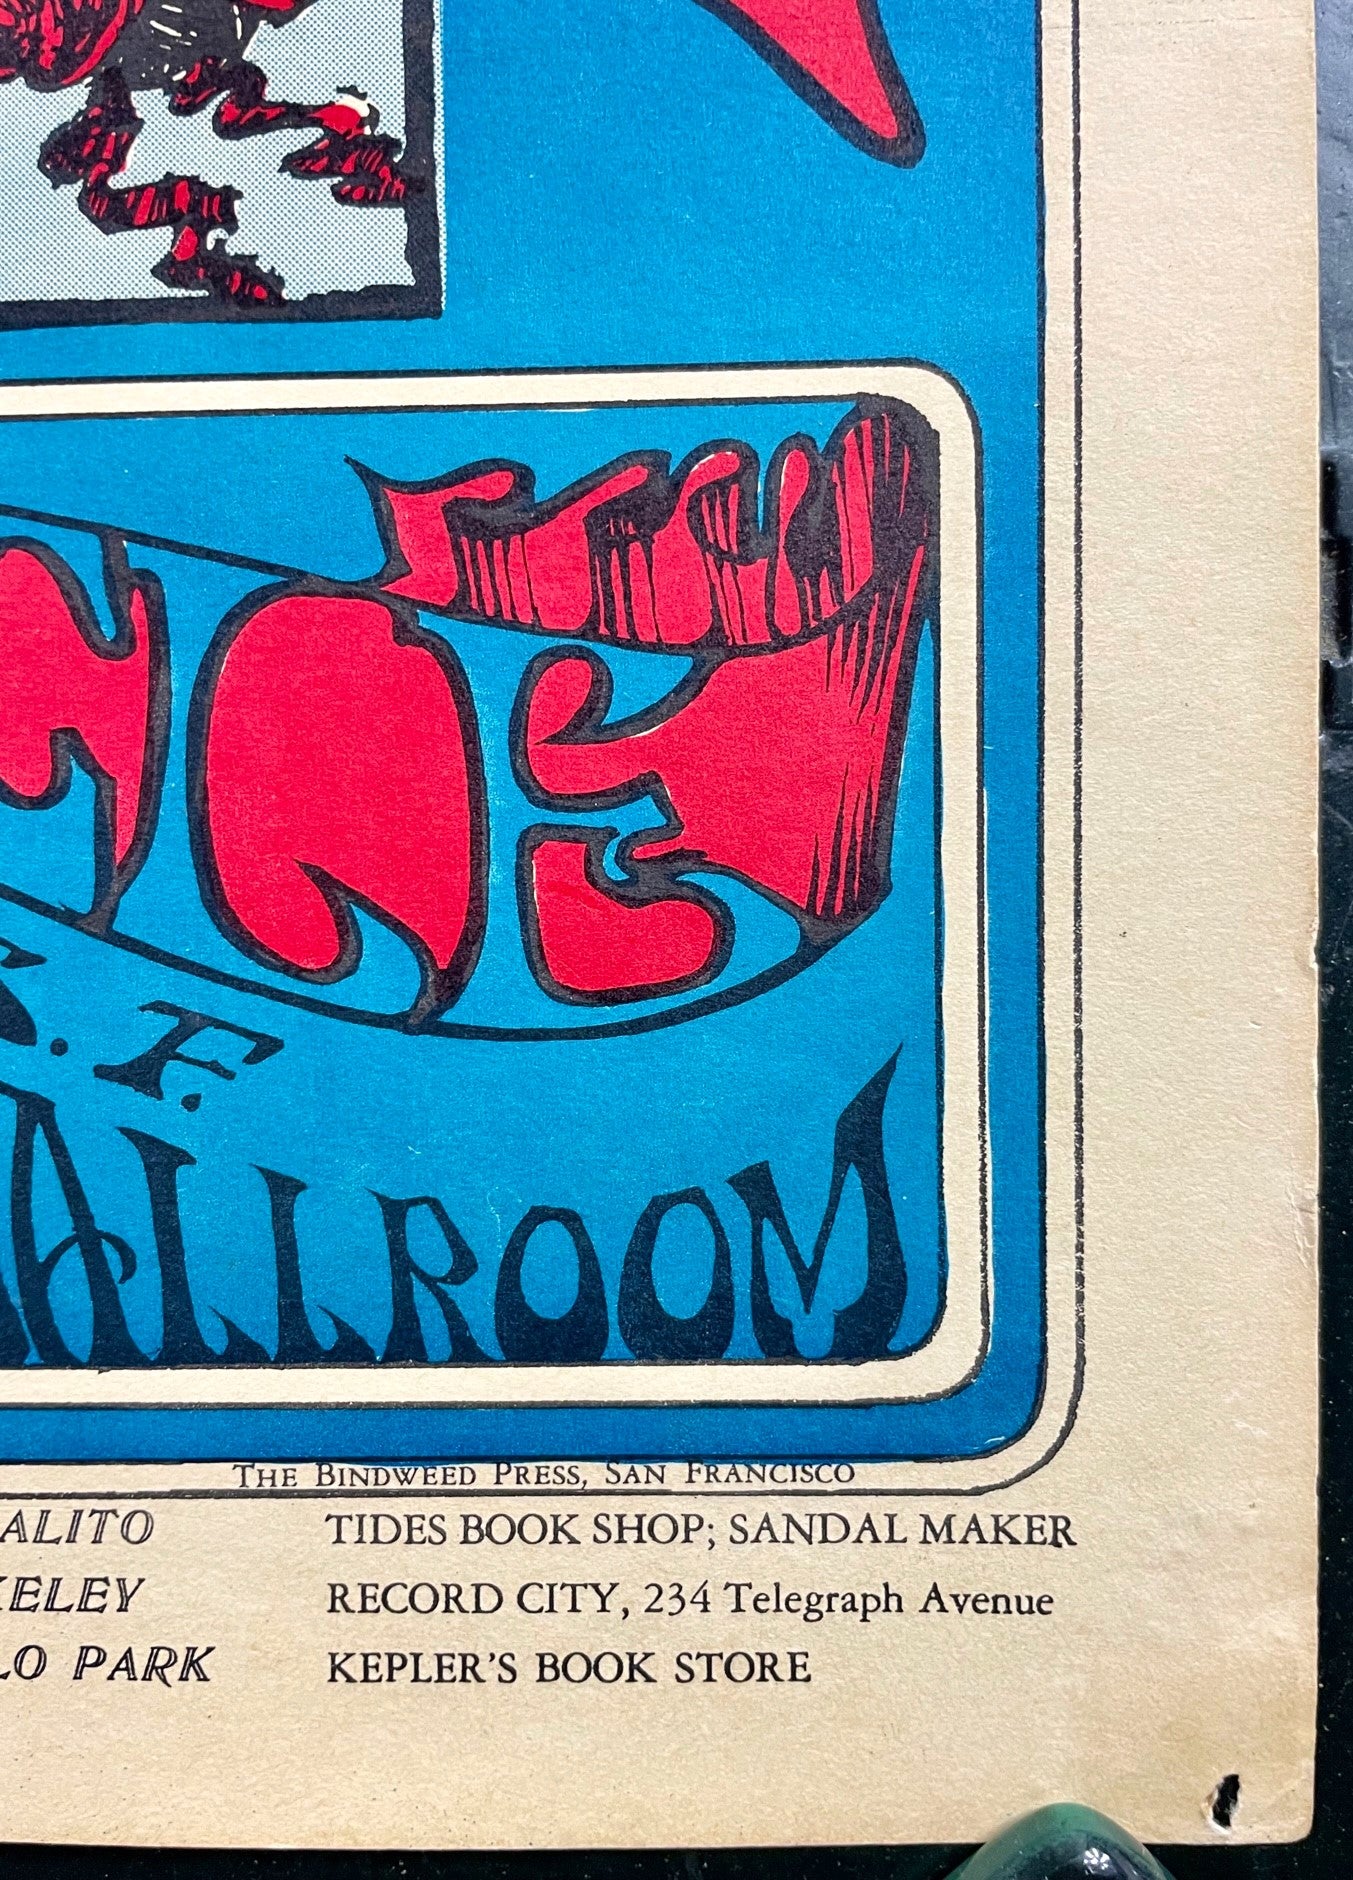 S. F.
BALLROOM
THE BINDWEED PRESS, SAN FRANCISCO
ALITO TIDES BOOK SHOP; SANDAL MAKER
KELEY RECORD CITY, 234 Telegraph Avenue
LO PARK KEPLER'S BOOK STORE